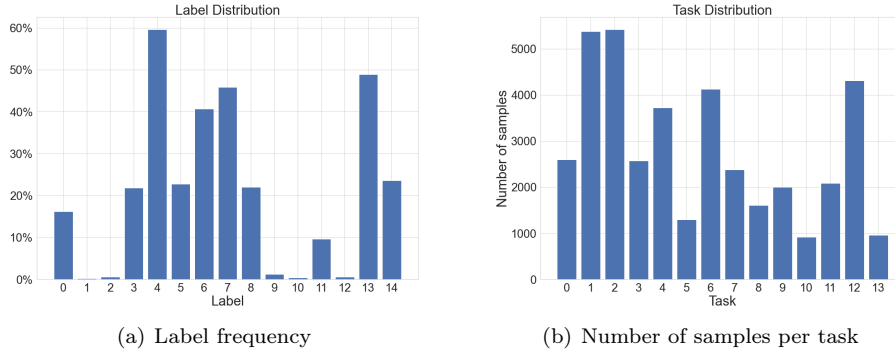 Label Distribution
60%
50%
40%
30%
20%
10%
0%
0 1 2 3 4 5 6 7 8 9 10 11 12 13 14
Label
(a) Label frequency
Task Distribution
Number of samples
5000
4000
3000
2000
1000
0
0 1 2 3 4 5 6 7 8 9 10 11 12 13
Task
(b) Number of samples per task